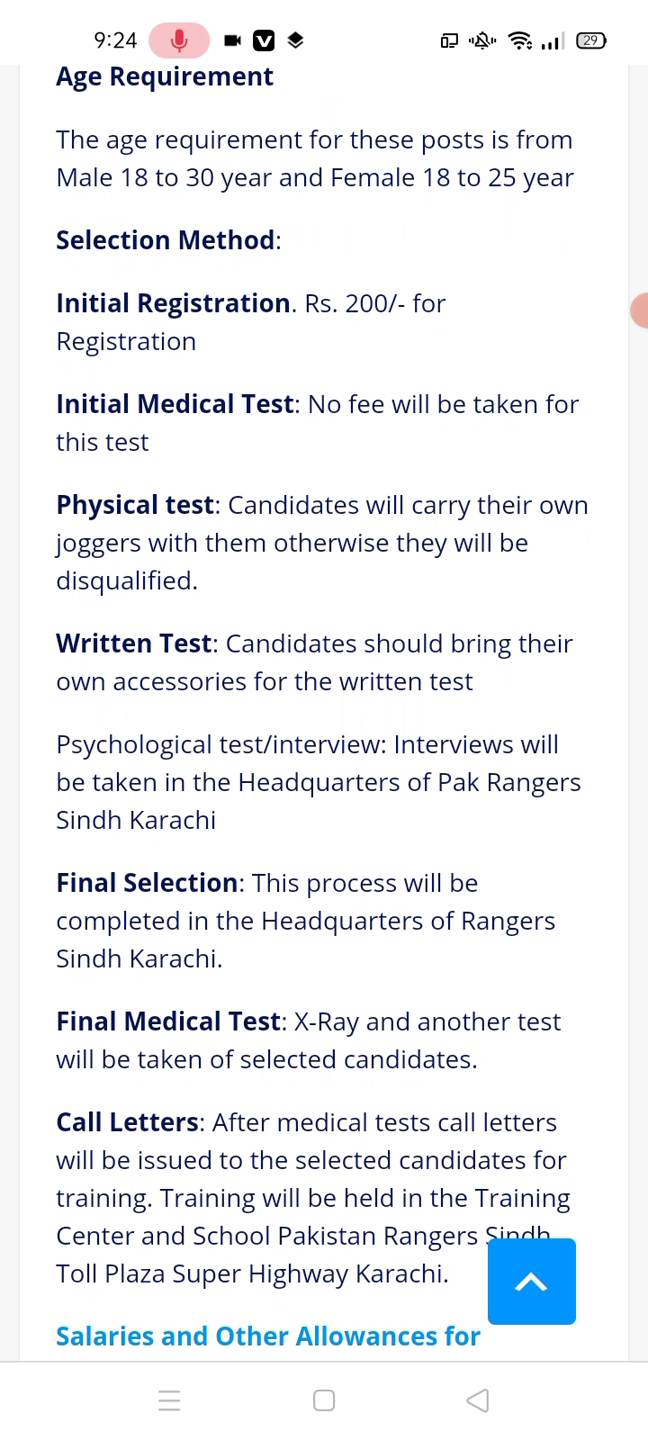 9:24
29
Age Requirement
The age requirement for these posts is from
Male 18 to 30 year and Female 18 to 25 year
Selection Method:
Initial Registration. Rs. 200/- for
Registration
Initial Medical Test: No fee will be taken for
this test
Physical test: Candidates will carry their own
joggers with them otherwise they will be
disqualified.
Written Test: Candidates should bring their
own accessories for the written test
Psychological test/interview: Interviews will
be taken in the Headquarters of Pak Rangers
Sindh Karachi
Final Selection: This process will be
completed in the Headquarters of Rangers
Sindh Karachi.
Final Medical Test: X-Ray and another test
will be taken of selected candidates.
Call Letters: After medical tests call letters
will be issued to the selected candidates for
training. Training will be held in the Training
Center and School Pakistan Rangers Sindh
Toll Plaza Super Highway Karachi.
Salaries and Other Allowances for